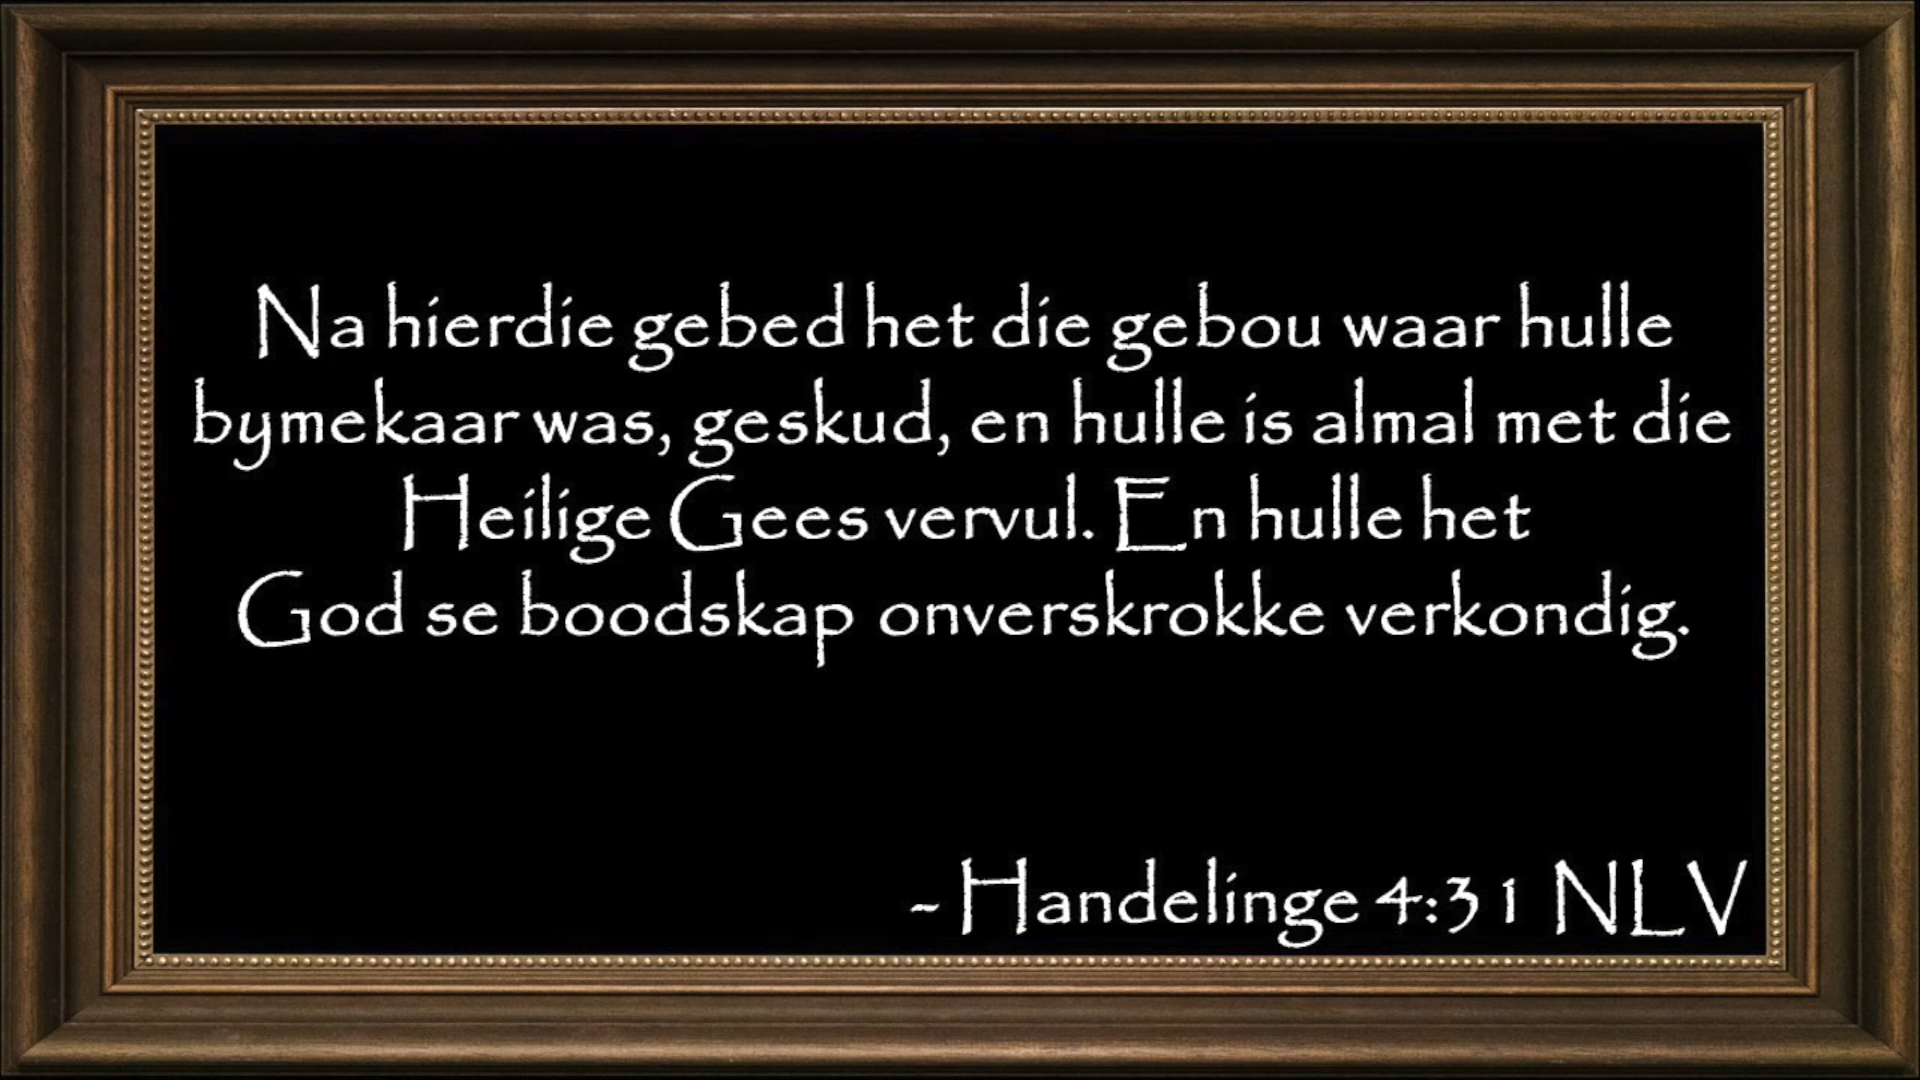 Na hierdie gebed het die gebou waar hulle
bymekaar was, geskud, en hulle is almal met die
Heilige Gees vervul. En hulle het
God se boodskap onverskrokke verkondig.
- Handelinge 4:31 NLV